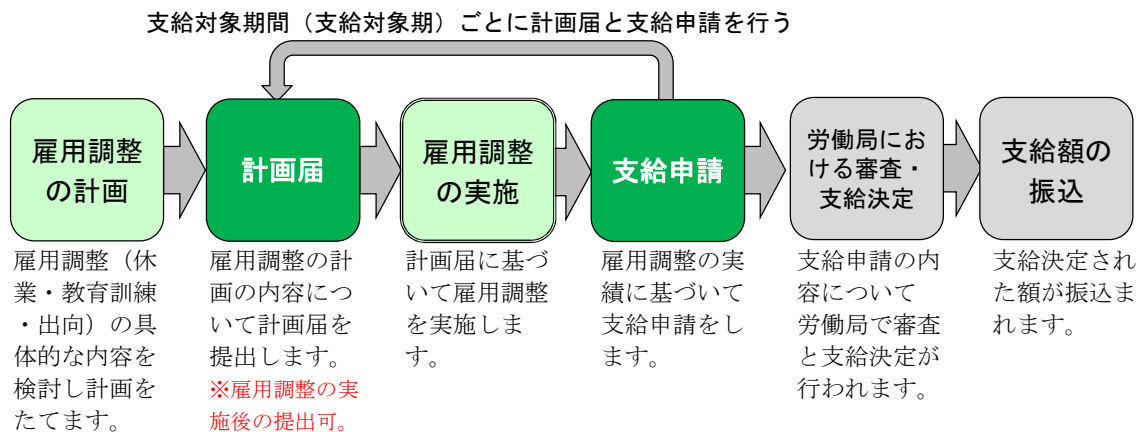 支給対象期間（支給対象期）ごとに計画届と支給申請を行う
雇用調整
の計画
計画届
雇用調整
の実施
支給申請
労働局にお
ける審査・
支給決定
支給額の
振込
雇用調整（休
業・教育訓練
・出向）の具
体的な内容を
検討し計画を
たてます。
雇用調整の計
画の内容につ
いて計画届を
提出します。
※雇用調整の実
施後の提出可。
計画届に基づ
いて雇用調整
を実施しま
す。
雇用調整の実
績に基づいて
支給申請をし
ます。
支給申請の内
容について
労働局で審査
と支給決定が
行われます。
支給決定され
た額が振込ま
れます。